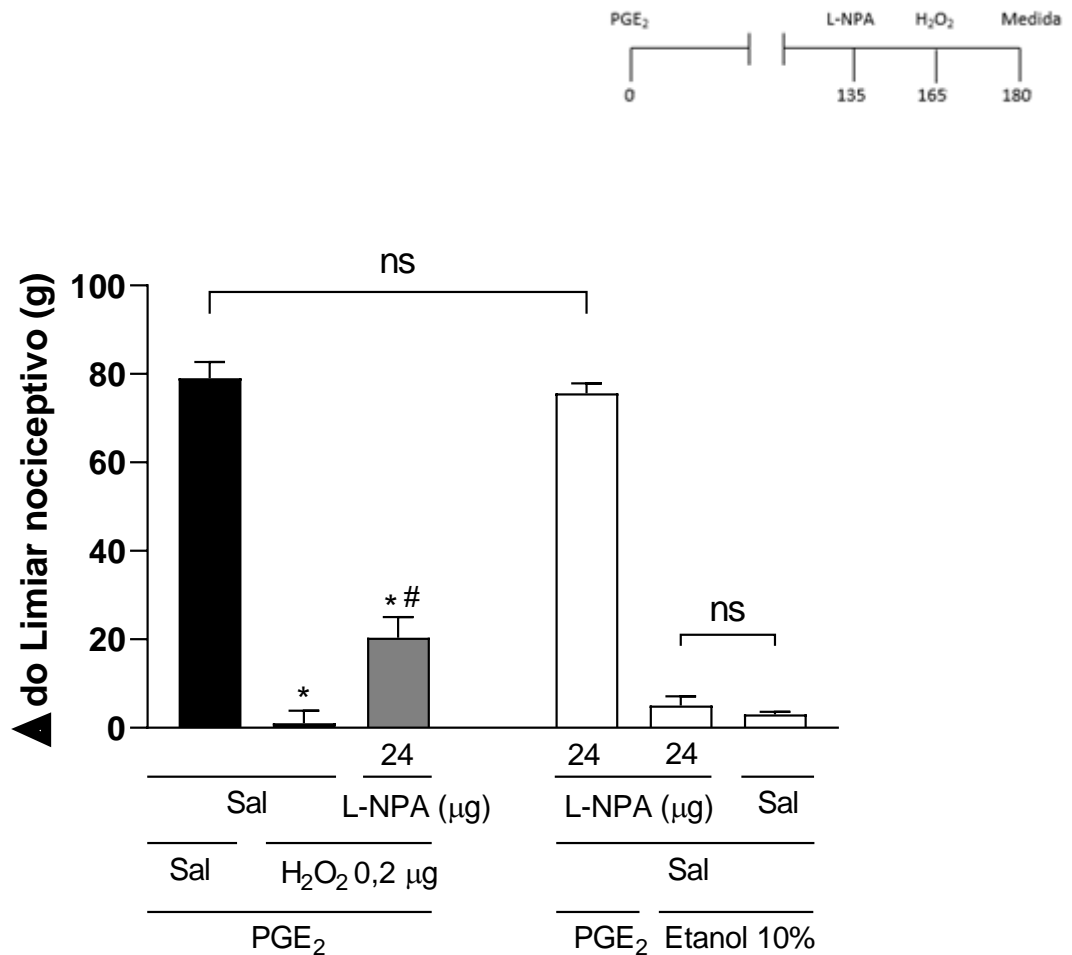 PGE₂ L-NPA H₂O₂ Medida
0 135 165 180
ns
▲ do Limiar nociceptivo (g)
100
80
60
40
20
0
* #
*
ns
24 24 24
Sal L-NPA (μg) L-NPA (μg) Sal
Sal H₂O₂ 0,2 μg Sal
PGE₂ PGE₂ Etanol 10%